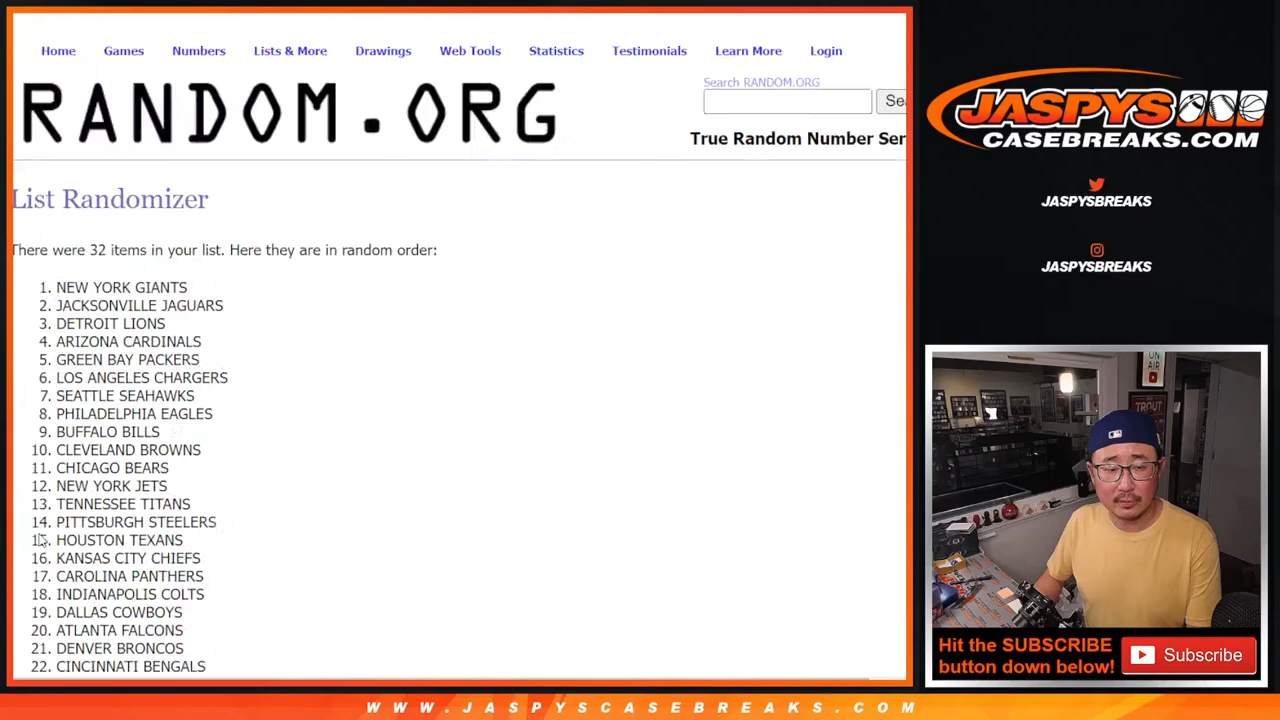 Home Games Numbers Lists & More Drawings Web Tools Statistics Testimonials Learn More Login
RANDOM.ORG
Search RANDOM.ORG
Sea
True Random Number Ser
List Randomizer
There were 32 items in your list. Here they are in random order:
1. NEW YORK GIANTS
2. JACKSONVILLE JAGUARS
3. DETROIT LIONS
4. ARIZONA CARDINALS
5. GREEN BAY PACKERS
6. LOS ANGELES CHARGERS
7. SEATTLE SEAHAWKS
8. PHILADELPHIA EAGLES
9. BUFFALO BILLS
10. CLEVELAND BROWNS
11. CHICAGO BEARS
12. NEW YORK JETS
13. TENNESSEE TITANS
14. PITTSBURGH STEELERS
15. HOUSTON TEXANS
16. KANSAS CITY CHIEFS
17. CAROLINA PANTHERS
18. INDIANAPOLIS COLTS
19. DALLAS COWBOYS
20. ATLANTA FALCONS
21. DENVER BRONCOS
22. CINCINNATI BENGALS
JASPYS
CASEBREAKS.COM
JASPYSBREAKS
JASPYSBREAKS
ON
AIR
TROUT
Hit the SUBSCRIBE
button down below!
Subscribe
WWW.JASPYSCASEBREAKS.COM